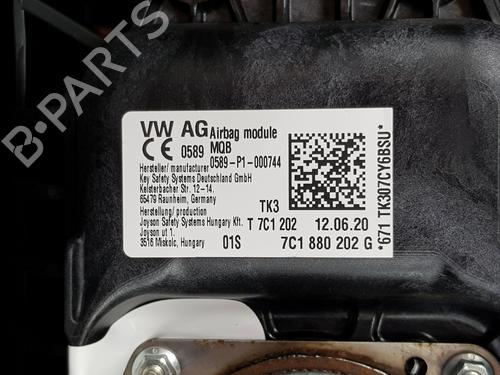 VW AG Airbag module
CE 0589 MQB
0589-P1-000744
Hersteller/ manufacturer
Key Safety Systems Deutschland GmbH
Kelsterbacher Str. 12-14.
65479 Raunheim, Germany
TK3
Herstellung/ production
Joyson Safety Systems Hungary Kft.
Joyson ut 1.
3516 Miskolc, Hungary
T 7C1 202 12.06.20
01S 7C1 880 202 G
*671 TK307CY6BSU*
B-PARTS